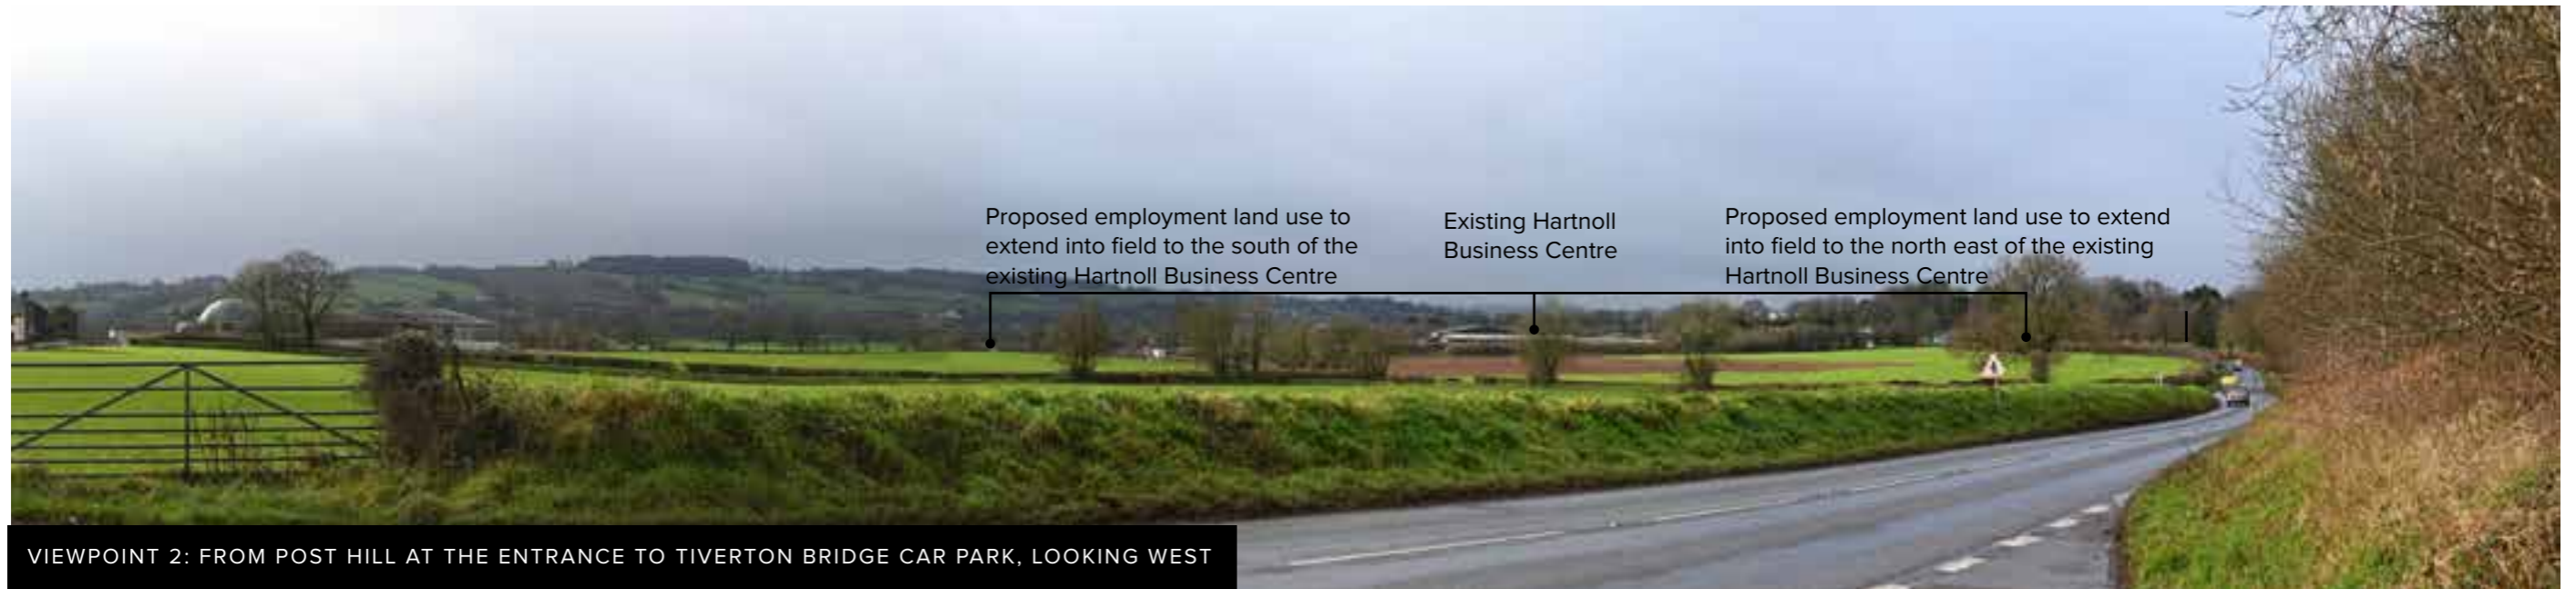 Proposed employment land use to
extend into field to the south of the
existing Hartnoll Business Centre
Existing Hartnoll
Business Centre
Proposed employment land use to extend
into field to the north east of the existing
Hartnoll Business Centre
VIEWPOINT 2: FROM POST HILL AT THE ENTRANCE TO TIVERTON BRIDGE CAR PARK, LOOKING WEST